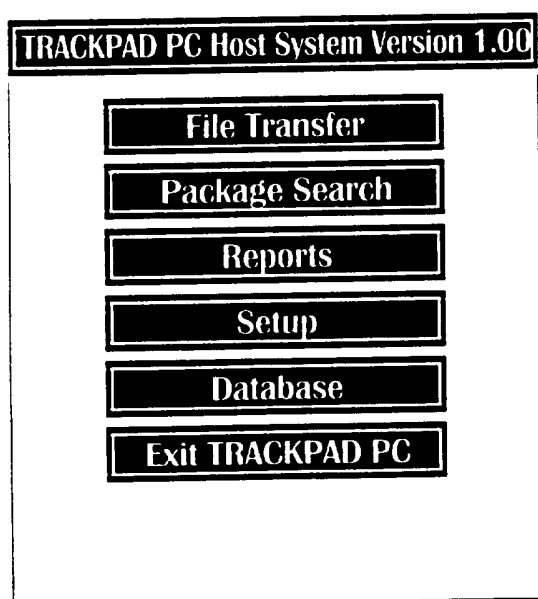 TRACKPAD PC Host System Version 1.00
File Transfer
Package Search
Reports
Setup
Database
Exit TRACKPAD PC